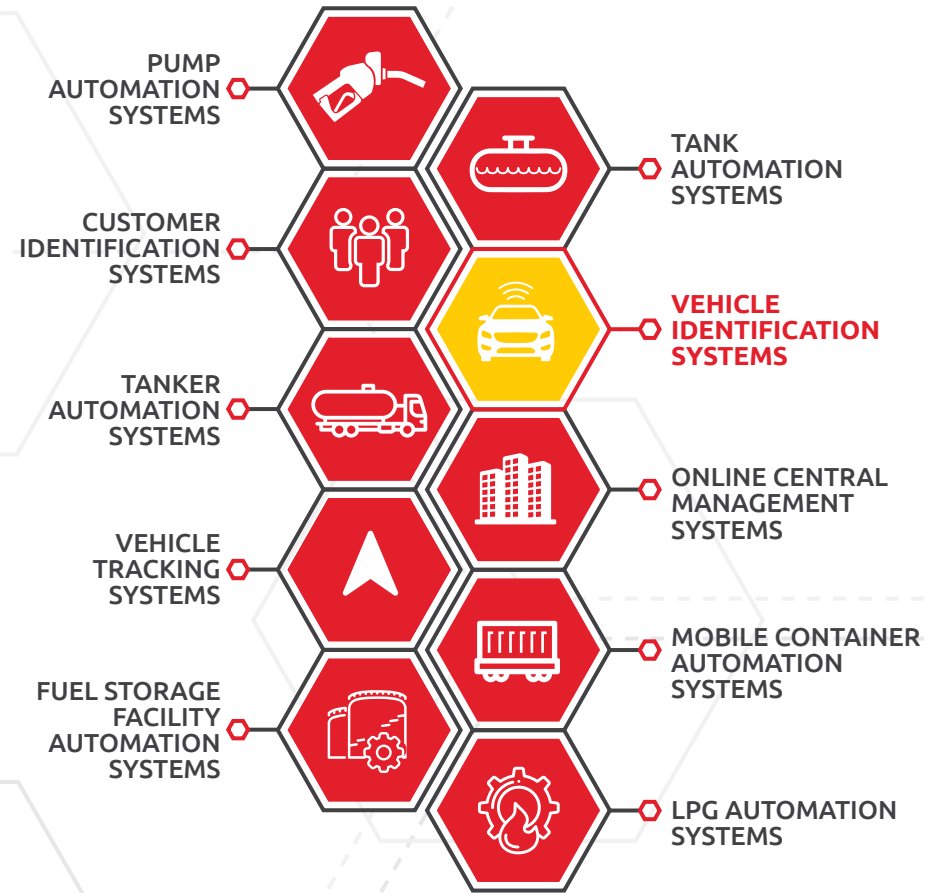 PUMP
AUTOMATION
SYSTEMS
TANK
AUTOMATION
SYSTEMS
CUSTOMER
IDENTIFICATION
SYSTEMS
VEHICLE
IDENTIFICATION
SYSTEMS
TANKER
AUTOMATION
SYSTEMS
ONLINE CENTRAL
MANAGEMENT
SYSTEMS
VEHICLE
TRACKING
SYSTEMS
MOBILE CONTAINER
AUTOMATION
SYSTEMS
FUEL STORAGE
FACILITY
AUTOMATION
SYSTEMS
LPG AUTOMATION
SYSTEMS